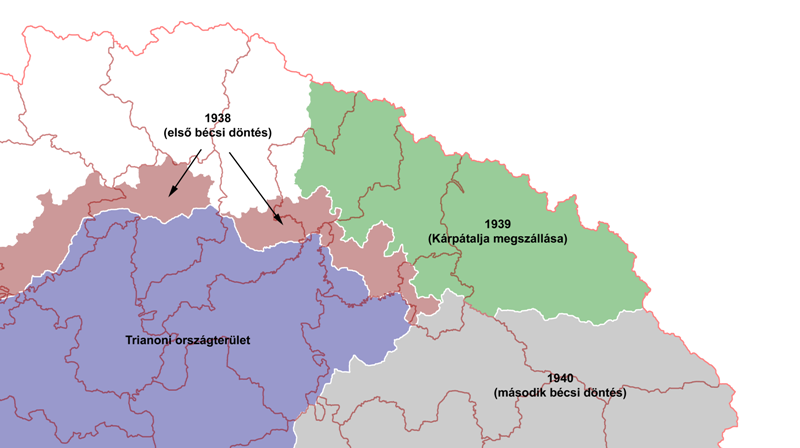 1938
(első bécsi döntés)
1939
(Kárpátalja megszállása)
Trianoni országterület
1940
(második bécsi döntés)